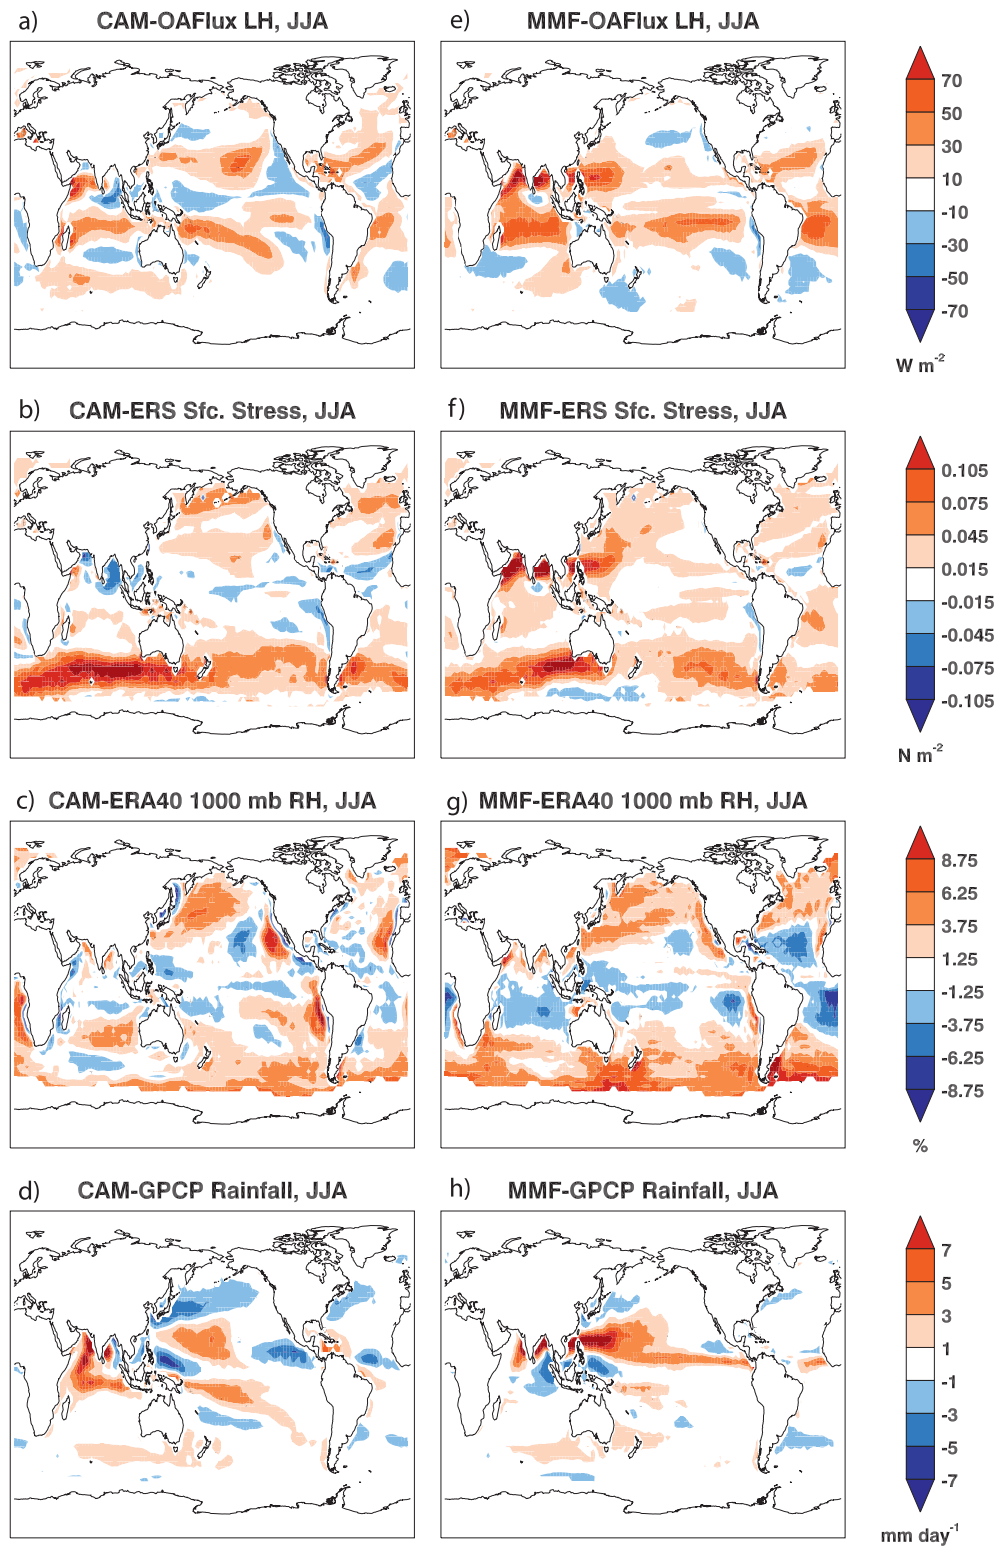 a)
CAM-OAFlux LH, JJA
e)
MMF-OAFlux LH, JJA
70
50
30
10
-10
-30
-50
-70
W m-2
b)
CAM-ERS Sfc. Stress, JJA
f)
MMF-ERS Sfc. Stress, JJA
0.105
0.075
0.045
0.015
-0.015
-0.045
-0.075
-0.105
N m-2
c)
CAM-ERA40 1000 mb RH, JJA
g)
MMF-ERA40 1000 mb RH, JJA
8.75
6.25
3.75
1.25
-1.25
-3.75
-6.25
-8.75
%
d)
CAM-GPCP Rainfall, JJA
h)
MMF-GPCP Rainfall, JJA
7
5
3
1
-1
-3
-5
-7
mm day-1